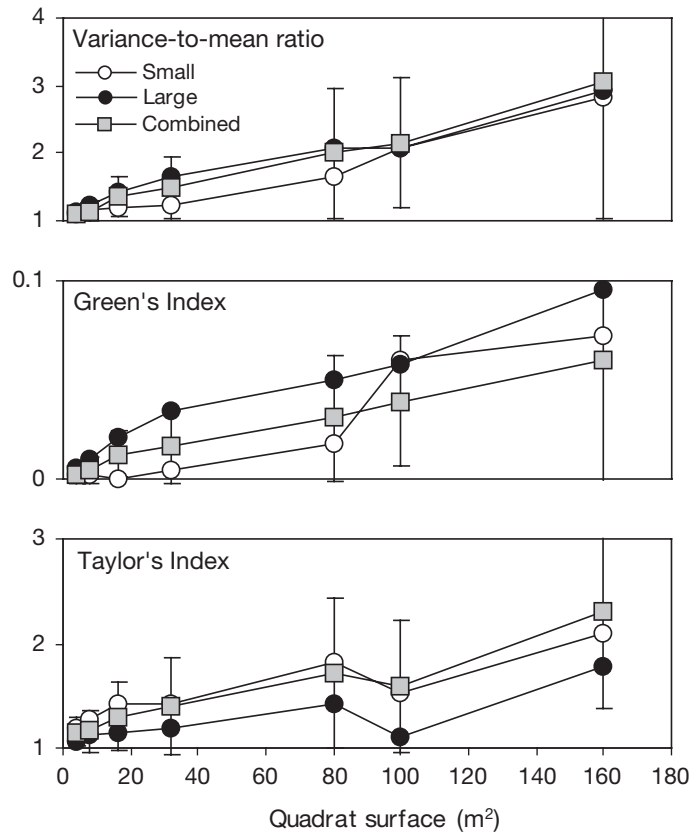 4
Variance-to-mean ratio
Small
Large
Combined
3
2
1
0.1
Green's Index
0
3
Taylor's Index
2
1
0 20 40 60 80 100 120 140 160 180
Quadrat surface (m²)